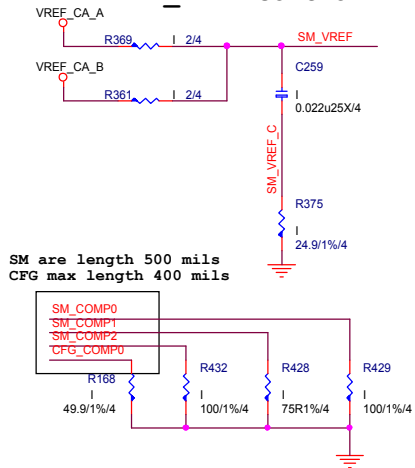 VREF_CA_A
R369 I 2/4
SM_VREF
VREF_CA_B
R361 I 2/4
C259
I
0.022u25X/4
SM_VREF_C
R375
I
24.9/1%/4
SM are length 500 mils
CFG max length 400 mils
SM_COMP0
SM_COMP1
SM_COMP2
CFG_COMP0
R168
I
49.9/1%/4
R432
I
100/1%/4
R428
I
75R1%/4
R429
I
100/1%/4